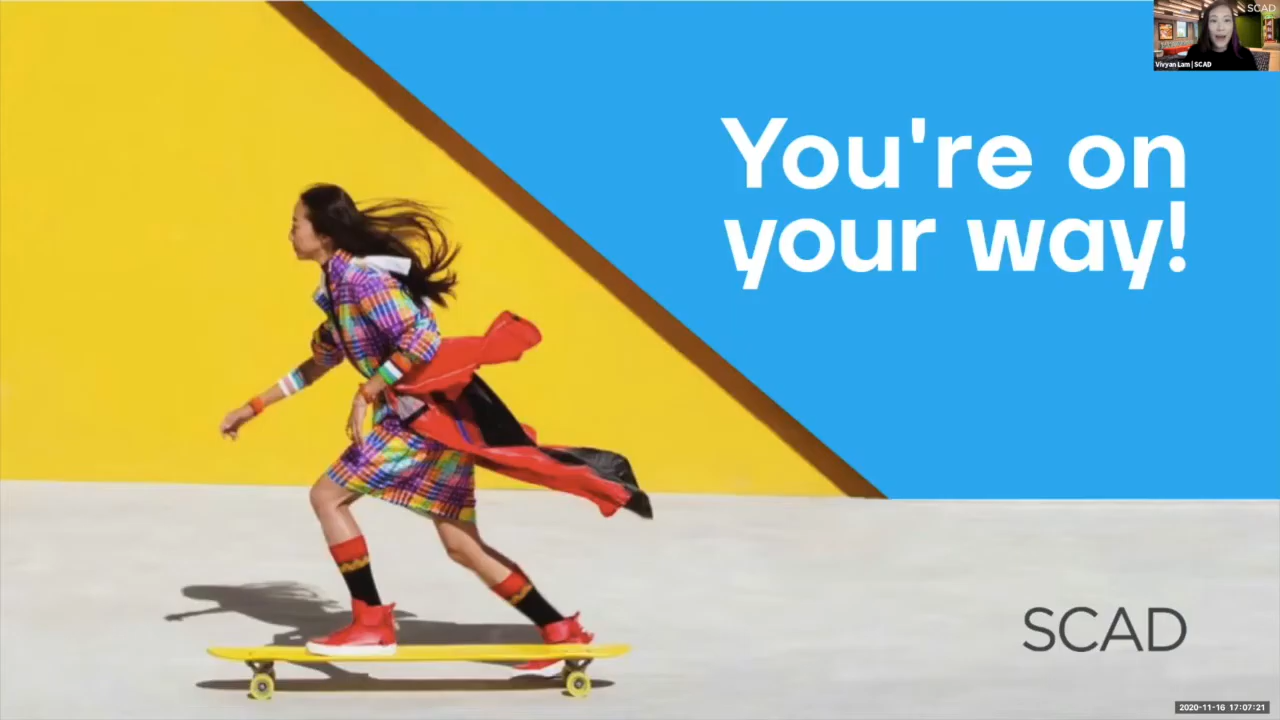 SCAD
Vivyan Lam | SCAD
You're on
your way!
SCAD
2020-11-16 17:07:21